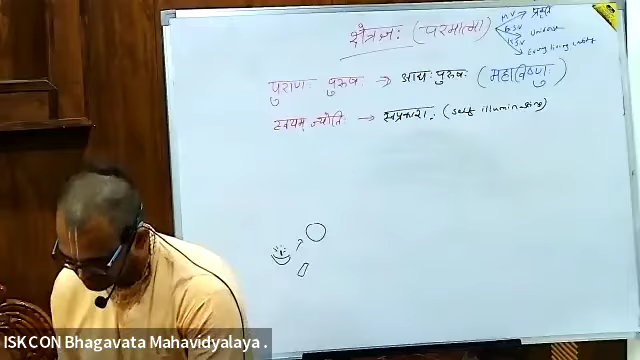 क्षेत्रज्ञः (परमात्मा)
MV → प्रकृति
GSV → Universe
KSV → Every living entity
पुराणः पुरुषः → आद्यः पुरुषः (महाविष्णुः)
स्वयम् ज्योतिः → स्वप्रकाशः (self illuminating)
ISKCON Bhagavata Mahavidyalaya .